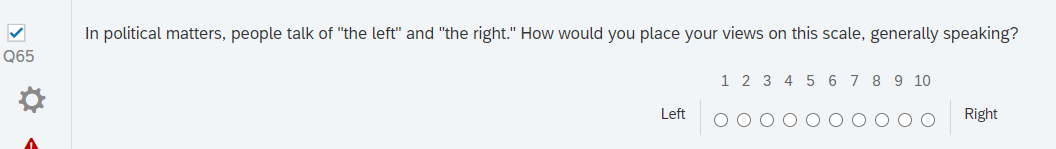 In political matters, people talk of "the left" and "the right." How would you place your views on this scale, generally speaking?
Q65
1 2 3 4 5 6 7 8 9 10
Left Right